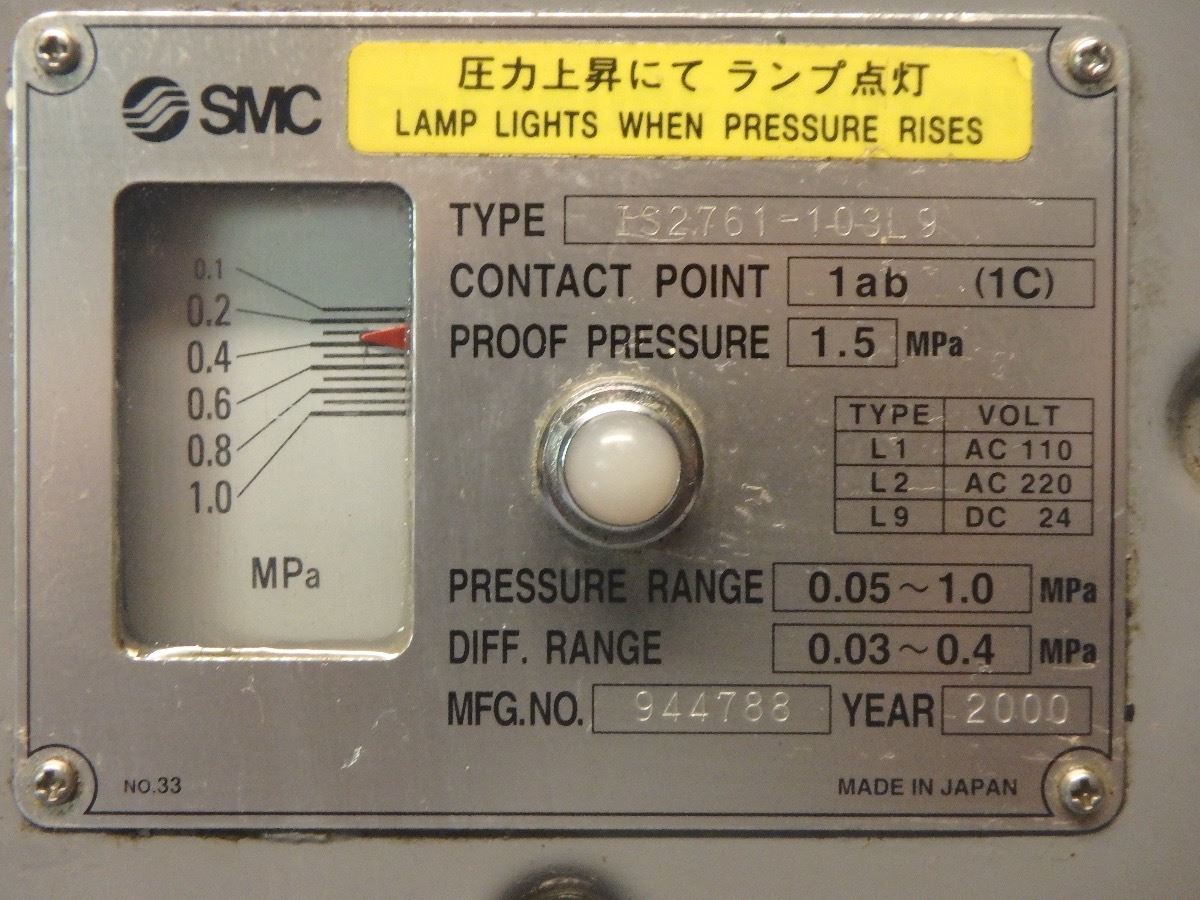 SMC
圧力上昇にて ランプ点灯
LAMP LIGHTS WHEN PRESSURE RISES
0.1
0.2
0.4
0.6
0.8
1.0
MPa
TYPE IS2761-103L9
CONTACT POINT 1ab (1C)
PROOF PRESSURE 1.5 MPa
TYPE VOLT
L1 AC 110
L2 AC 220
L9 DC 24
PRESSURE RANGE 0.05~1.0 MPa
DIFF. RANGE 0.03~0.4 MPa
MFG.NO. 944788 YEAR 2000
NO.33
MADE IN JAPAN